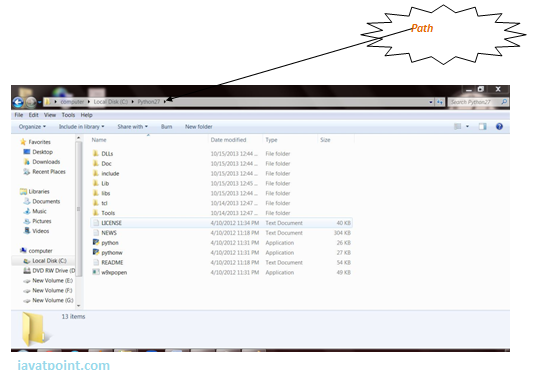 Path
computer ▸ Local Disk (C:) ▸ Python27 ▸
Search Python27
File Edit View Tools Help
Organize Include in library Share with Burn New folder
Name Date modified Type Size
Favorites
Desktop
Downloads
Recent Places
Libraries
Documents
Music
Pictures
Videos
computer
Local Disk (C:)
DVD RW Drive (D
New Volume (E:)
New Volume (F:)
New Volume (G:)
DLLs 10/15/2013 12:44 ... File folder
Doc 10/15/2013 12:44 ... File folder
include 10/15/2013 12:44 ... File folder
Lib 10/15/2013 12:45 ... File folder
libs 10/15/2013 12:44 ... File folder
tcl 10/14/2013 12:47 ... File folder
Tools 10/14/2013 12:47 ... File folder
LICENSE 4/10/2012 11:34 PM Text Document 40 KB
NEWS 4/10/2012 11:18 PM Text Document 304 KB
python 4/10/2012 11:31 PM Application 26 KB
pythonw 4/10/2012 11:31 PM Application 27 KB
README 4/10/2012 11:18 PM Text Document 54 KB
w9xpopen 4/10/2012 11:31 PM Application 49 KB
13 items
javatpoint.com